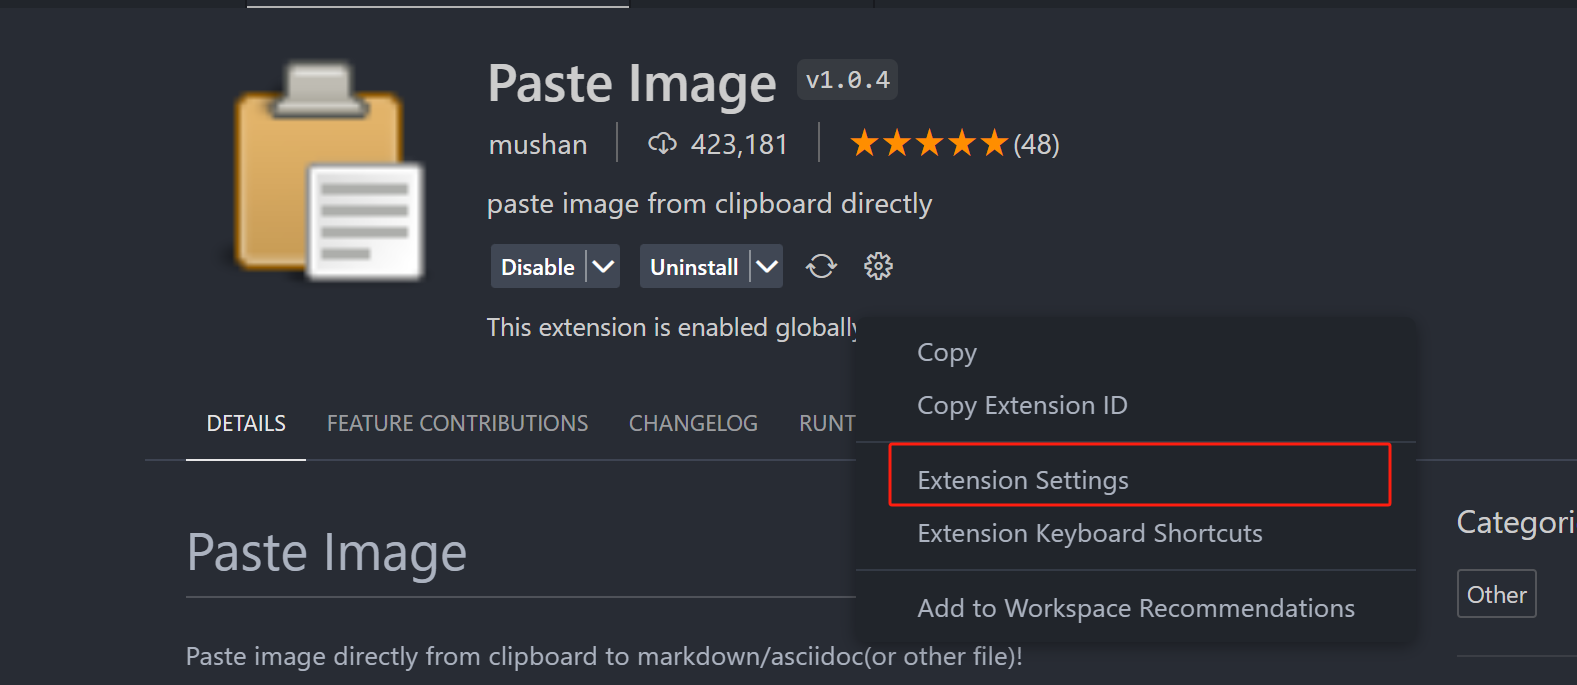 Paste Image v1.0.4
mushan 423,181 (48)
paste image from clipboard directly
Disable Uninstall
This extension is enabled globally
Copy
Copy Extension ID
Extension Settings
Extension Keyboard Shortcuts
Add to Workspace Recommendations
DETAILS FEATURE CONTRIBUTIONS CHANGELOG RUNT
Categori
Other
Paste Image
Paste image directly from clipboard to markdown/asciidoc(or other file)!